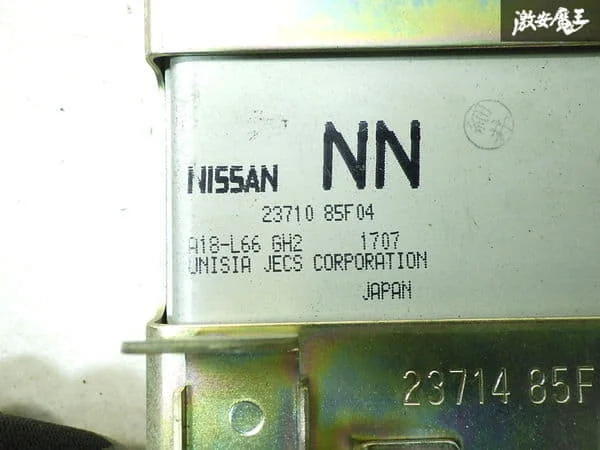 激安魔王
NISSAN NN
23710 85F04
A18-L66 GH2 1707
UNISIA JECS CORPORATION
JAPAN
23714 85F